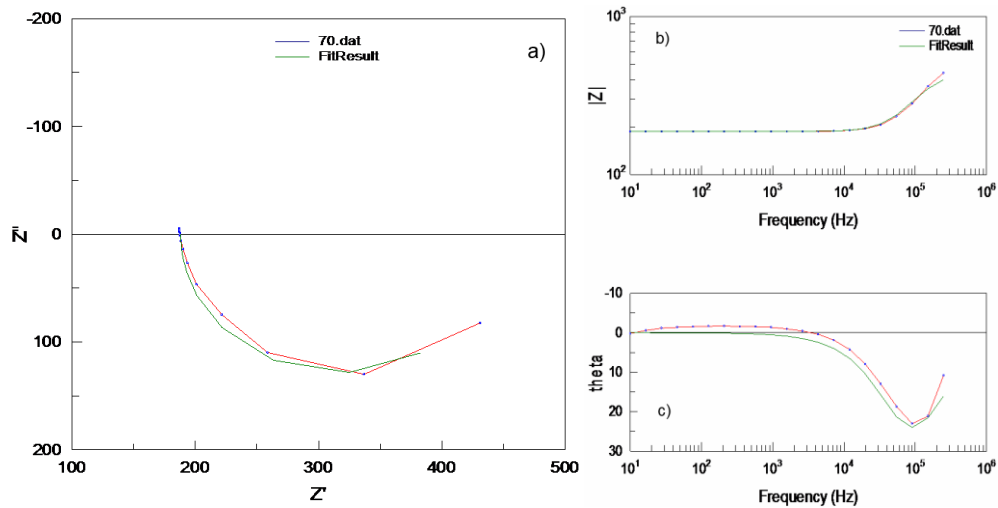 -200
70.dat
FitResult
a)
-100
Z''
0
100
200
100
200
300
400
500
Z'
b)
70.dat
FitResult
10³
|Z|
10²
10¹
10²
10³
10⁴
10⁵
10⁶
Frequency (Hz)
-10
0
theta
10
20
c)
30
10¹
10²
10³
10⁴
10⁵
10⁶
Frequency (Hz)